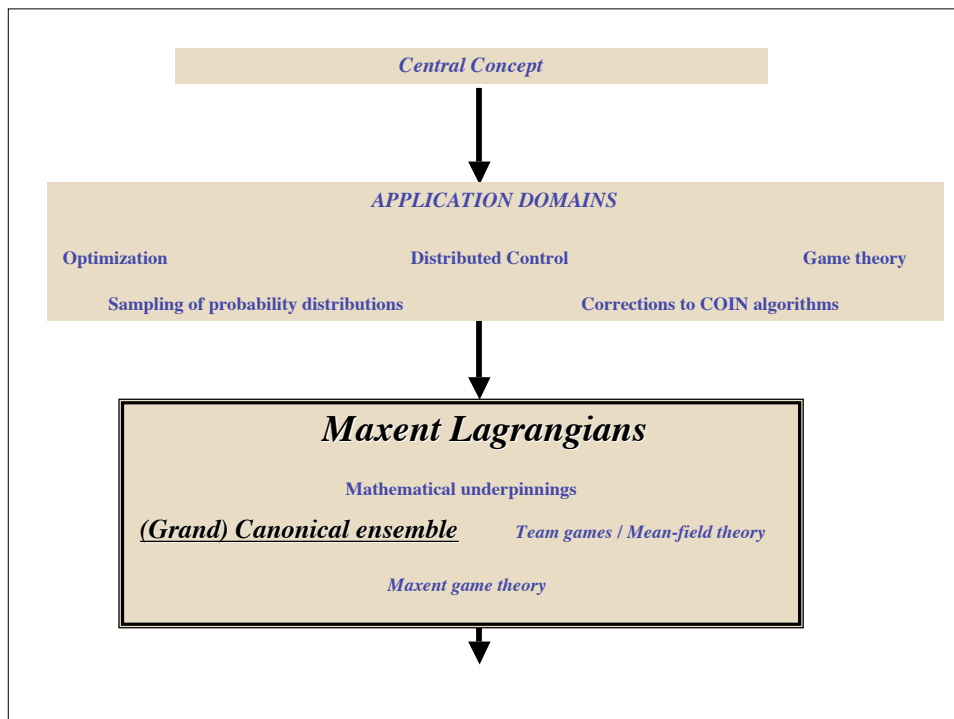 Central Concept
APPLICATION DOMAINS
Optimization Distributed Control Game theory
Sampling of probability distributions Corrections to COIN algorithms
Maxent Lagrangians
Mathematical underpinnings
(Grand) Canonical ensemble Team games / Mean-field theory
Maxent game theory